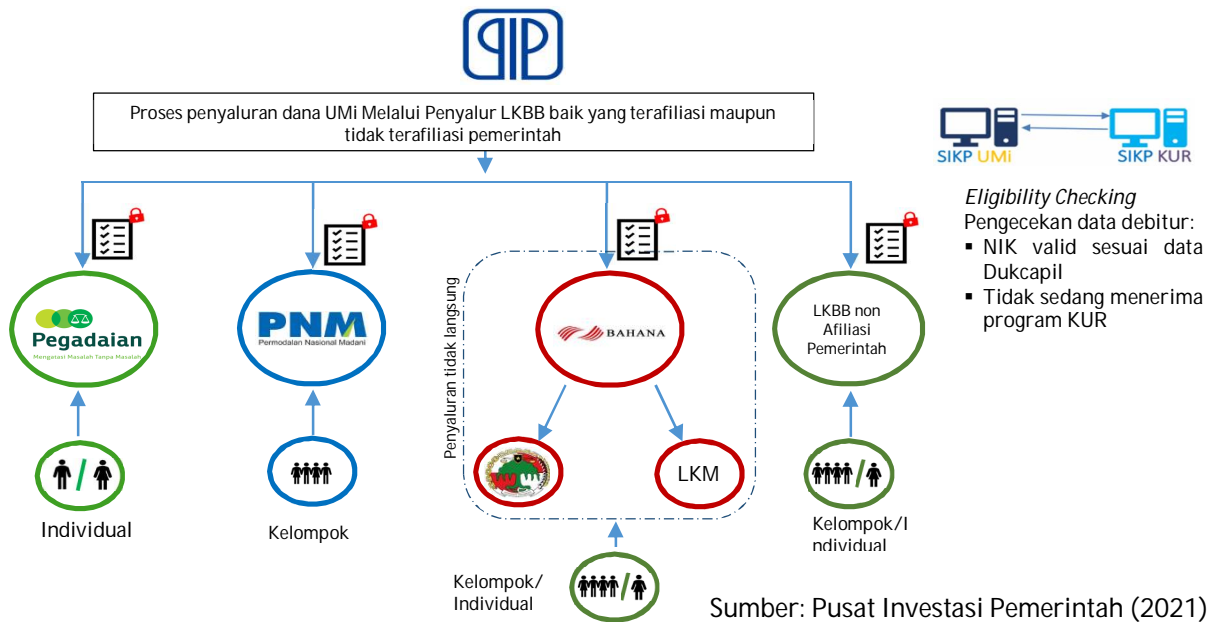 PIP
Proses penyaluran dana UMi Melalui Penyalur LKBB baik yang terafiliasi maupun
tidak terafiliasi pemerintah
SIKP UMi
SIKP KUR
Eligibility Checking
Pengecekan data debitur:
▪ NIK valid sesuai data
Dukcapil
▪ Tidak sedang menerima
program KUR
Pegadaian
Mengatasi Masalah Tanpa Masalah
PNM
Permodalan Nasional Madani
Penyaluran tidak langsung
BAHANA
LKBB non
Afiliasi
Pemerintah
LKM
Individual
Kelompok
Kelompok/I
ndividual
Kelompok/
Individual
Sumber: Pusat Investasi Pemerintah (2021)